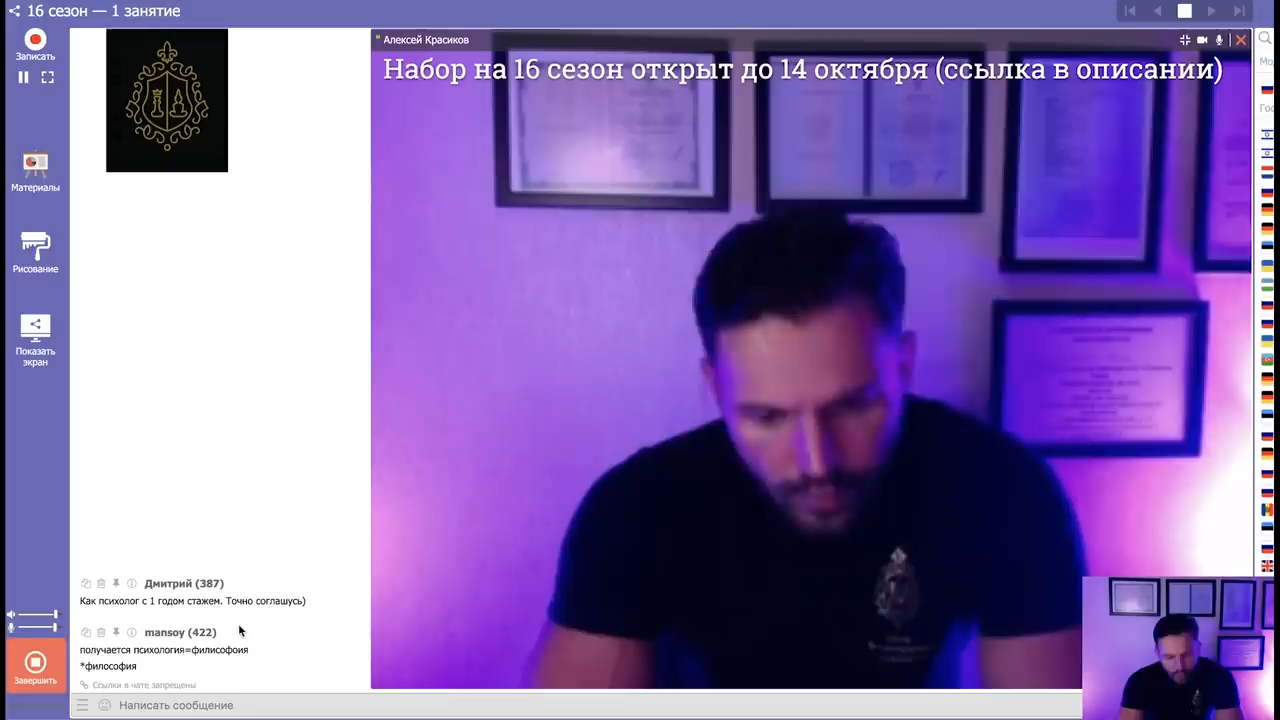 16 сезон — 1 занятие
Записать
Материалы
Рисование
Показать
экран
Завершить
Алексей Красиков
Набор на 16 сезон открыт до 14 октября (ссылка в описании)
Дмитрий (387)
Как психолог с 1 годом стажем. Точно соглашусь)
mansoy (422)
получается психология=филисофоия
*философия
Ссылки в чате запрещены
Написать сообщение